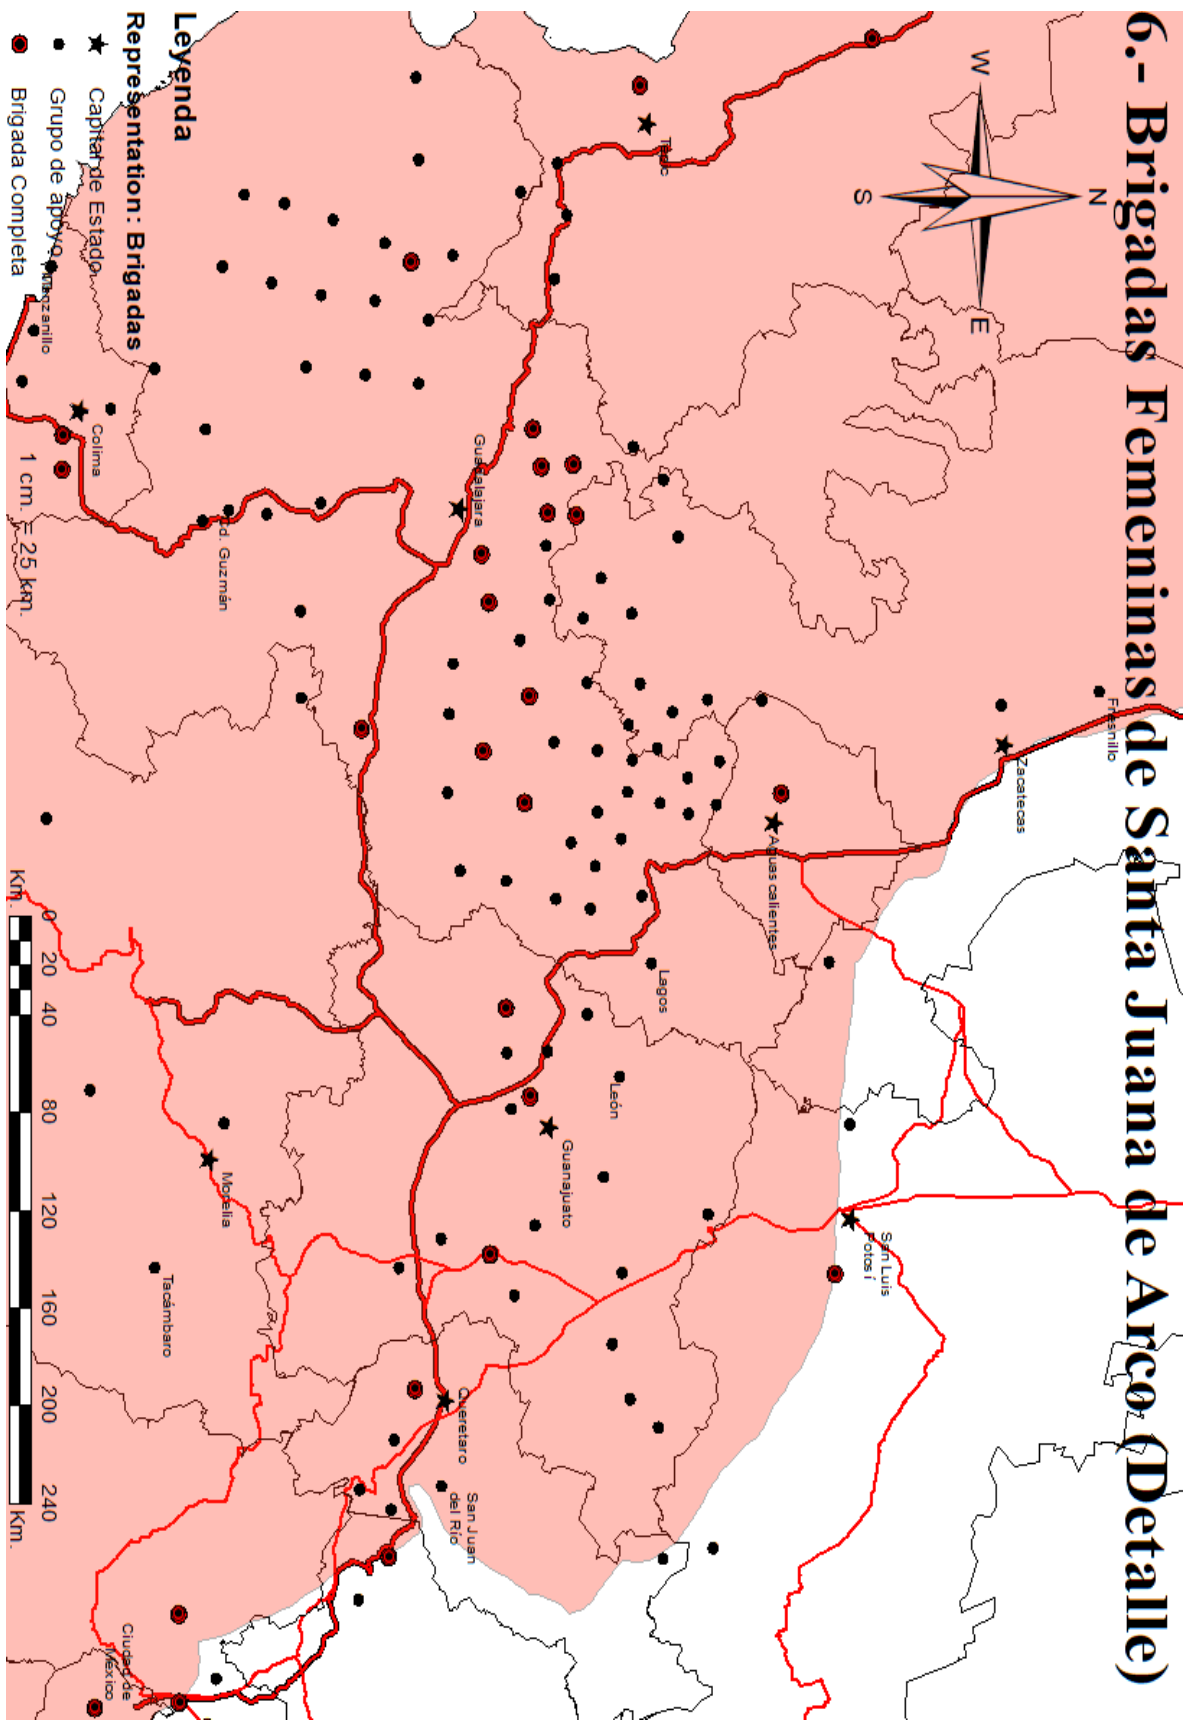 6.- Brigadas Femeninas de Santa Juana de Arco (Detalle)
N
W
E
S
Fresnillo
Zacatecas
San Luis
Potosí
Tepic
Aguascalientes
Lagos
León
Guanajuato
Guadalajara
Queretaro
San Juan
del Río
Cd. Guzmán
Morelia
Tacámbaro
Colima
Manzanillo
Ciudad de
México
Leyenda
Representation: Brigadas
Capital de Estado
Grupo de apoyo
Brigada Completa
1 cm. = 25 km.
Km. 0 20 40 80 120 160 200 240 Km.